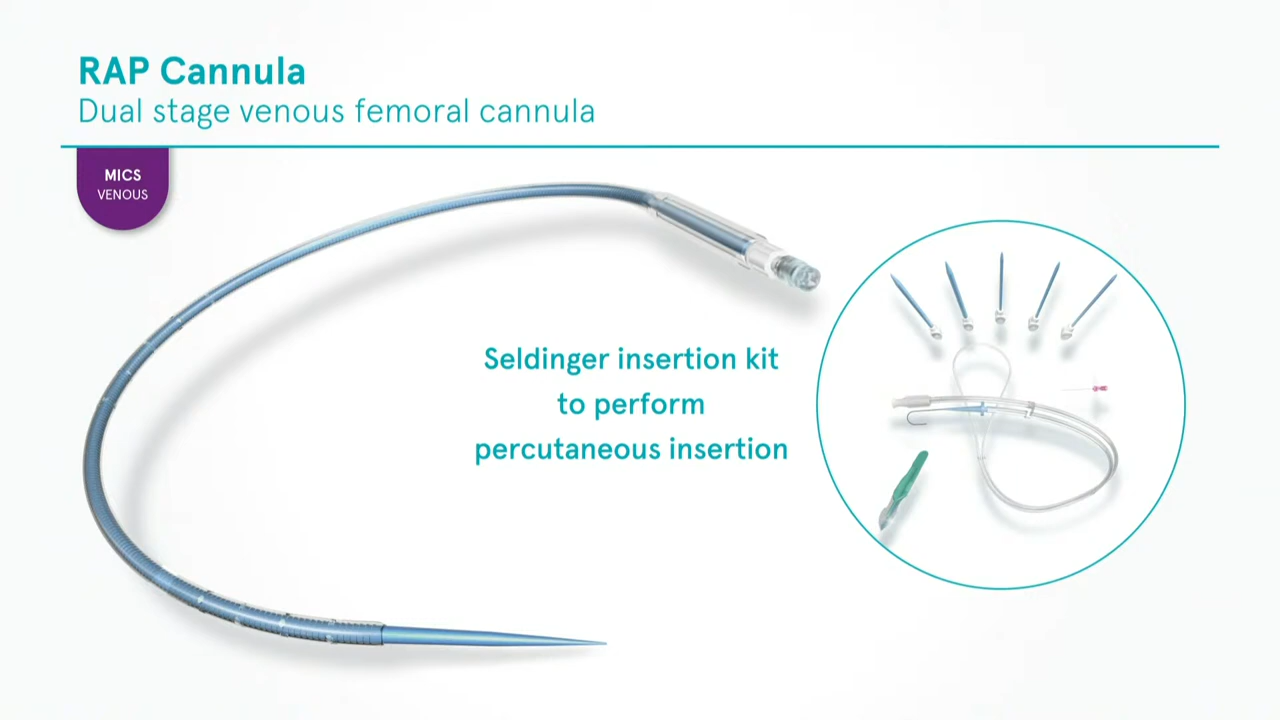 RAP Cannula
Dual stage venous femoral cannula
MICS
VENOUS
Seldinger insertion kit
to perform
percutaneous insertion